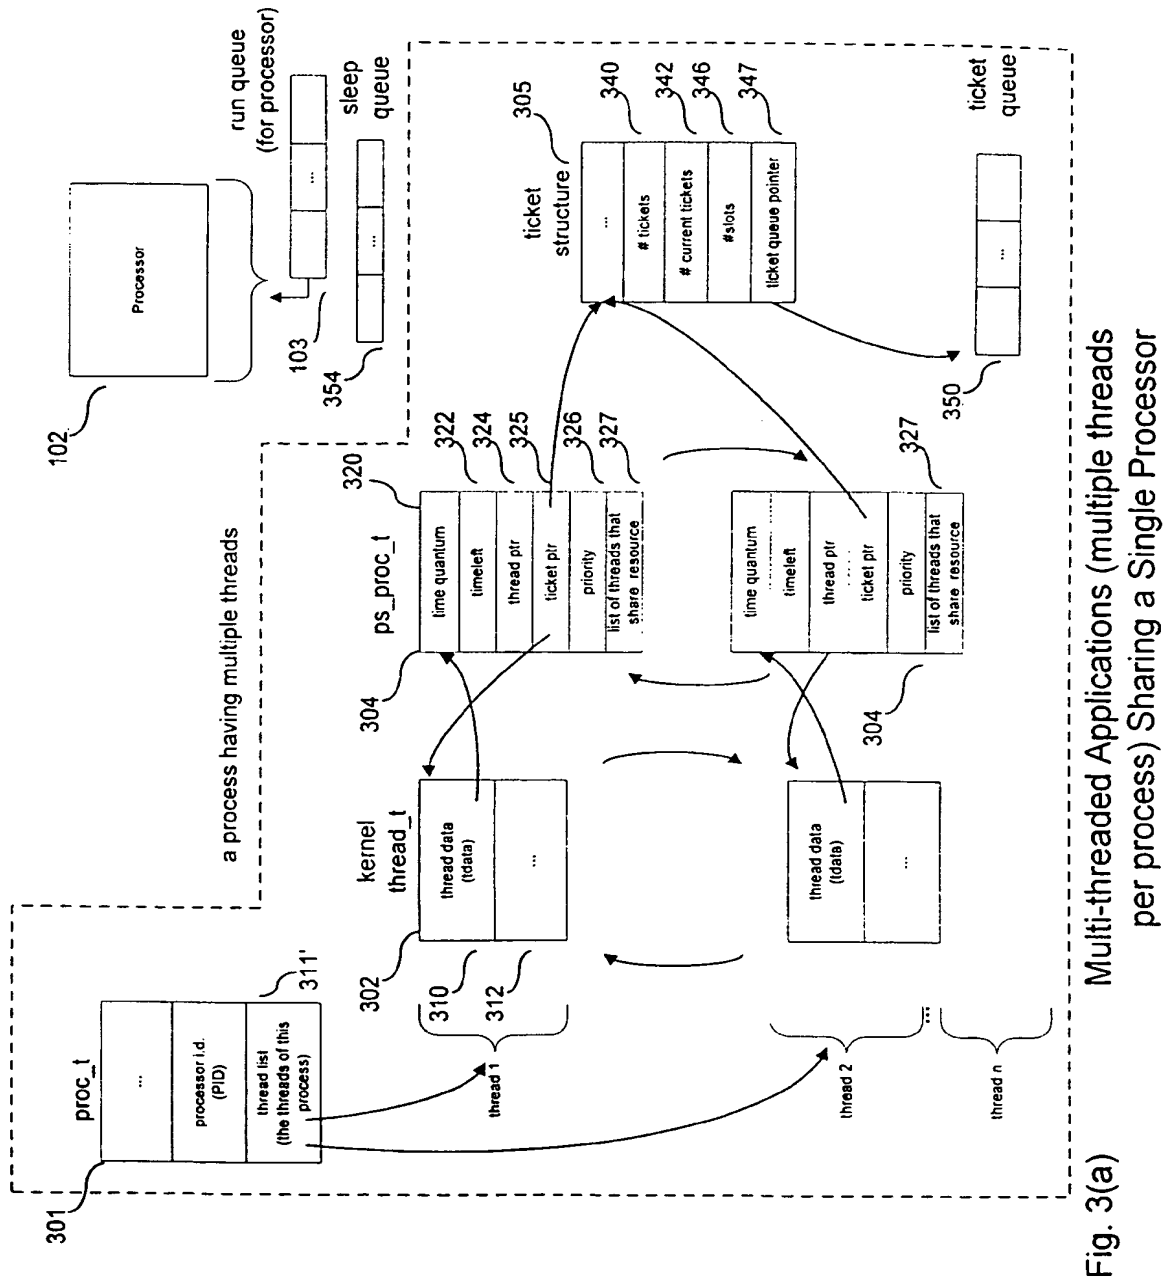 102
Processor
run queue
(for processor)
103
sleep
queue
354
a process having multiple threads
proc_t
301
...
processor i.d.
(PID)
thread list
(the threads of this
process)
311'
kernel
thread_t
302
thread data
(tdata)
...
310
312
thread 1
ps_proc_t
320
304
time quantum
timeleft
thread ptr
ticket ptr
priority
list of threads that
share_resource
322
324
325
326
327
ticket
structure
305
...
# tickets
# current tickets
#slots
ticket queue pointer
340
342
346
347
thread 2
thread data
(tdata)
...
304
time quantum
timeleft
thread ptr
ticket ptr
priority
list of threads that
share_resource
327
350
...
ticket
queue
...
thread n
...
...
Fig. 3(a)
Multi-threaded Applications (multiple threads
per process) Sharing a Single Processor